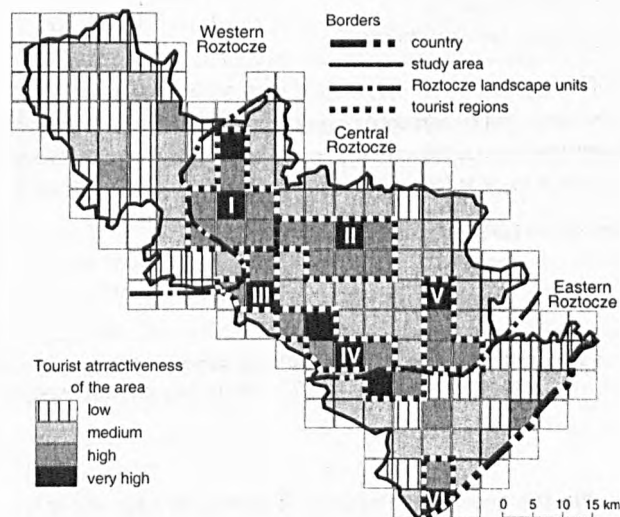 Western
Roztocze
Borders
country
study area
Roztocze landscape units
tourist regions
Central
Roztocze
I
II
III
V
Eastern
Roztocze
IV
VI
Tourist atrractiveness
of the area
low
medium
high
very high
0 5 10 15 km